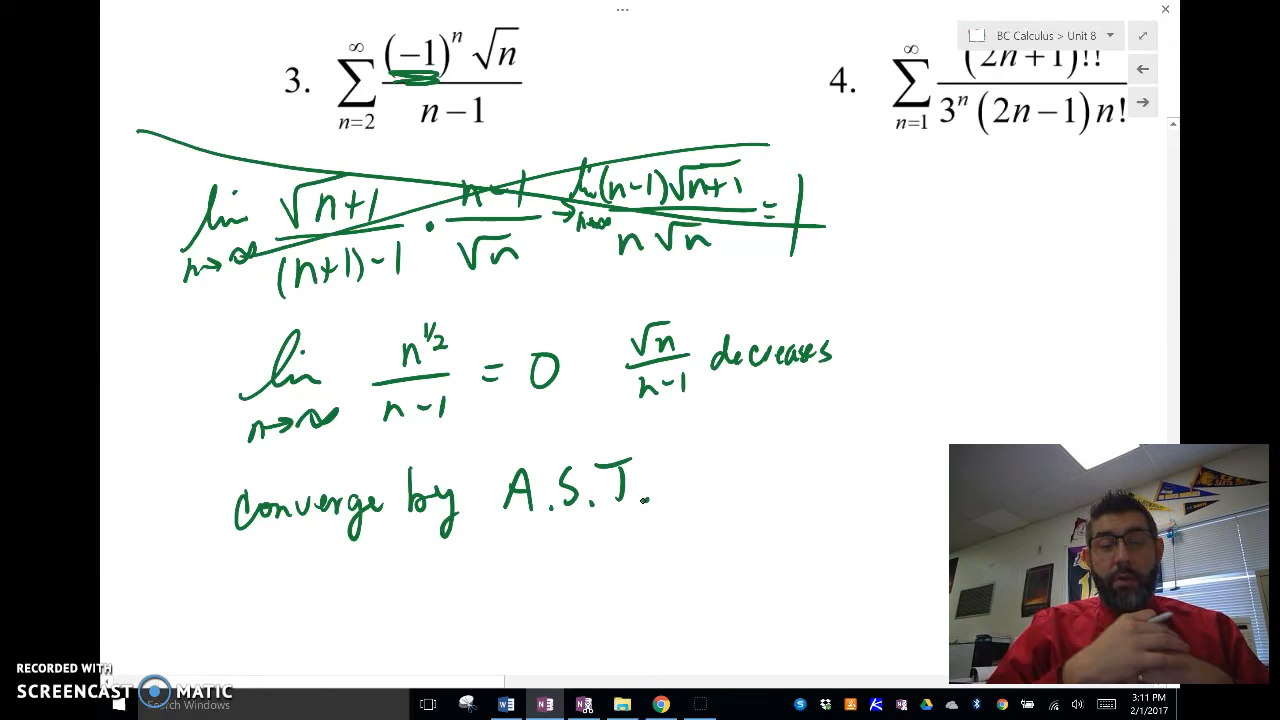 BC Calculus > Unit 8
3. ∑_{n=2}^{∞} (−1)^n √n / (n−1)
4. ∑_{n=1}^{∞} (2n+1)!! / 3^n (2n−1) n!
lim_{n→∞} √(n+1) / ((n+1)−1) · (n−1)/√n → lim_{n→∞} (n−1)√(n+1) / (n√n) = 1
lim_{n→∞} n^{1/2} / (n−1) = 0 √n/(n−1) decreases
converge by A.S.T.
RECORDED WITH
SCREENCAST MATIC
Search Windows
3:11 PM
2/1/2017